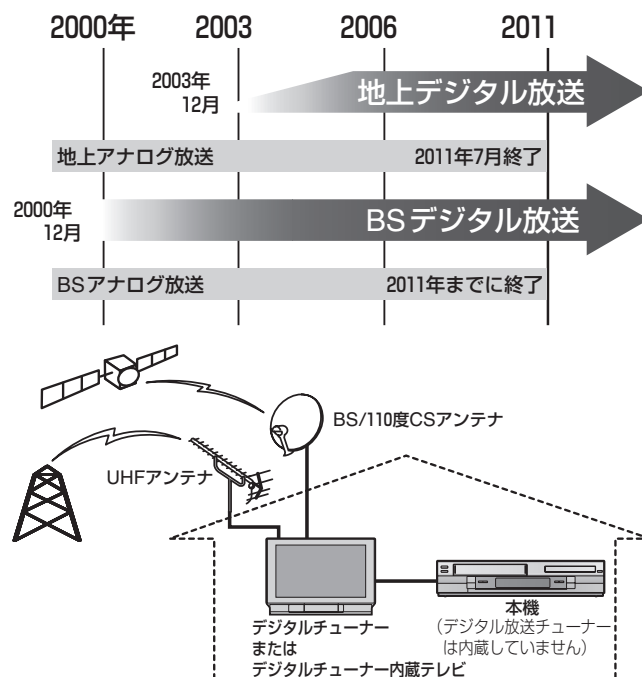 2000年 2003 2006 2011
2003年
12月
地上デジタル放送
地上アナログ放送 2011年7月終了
2000年
12月
BSデジタル放送
BSアナログ放送 2011年までに終了
BS/110度CSアンテナ
UHFアンテナ
デジタルチューナー
または
デジタルチューナー内蔵テレビ
本機
（デジタル放送チューナー
は内蔵していません）